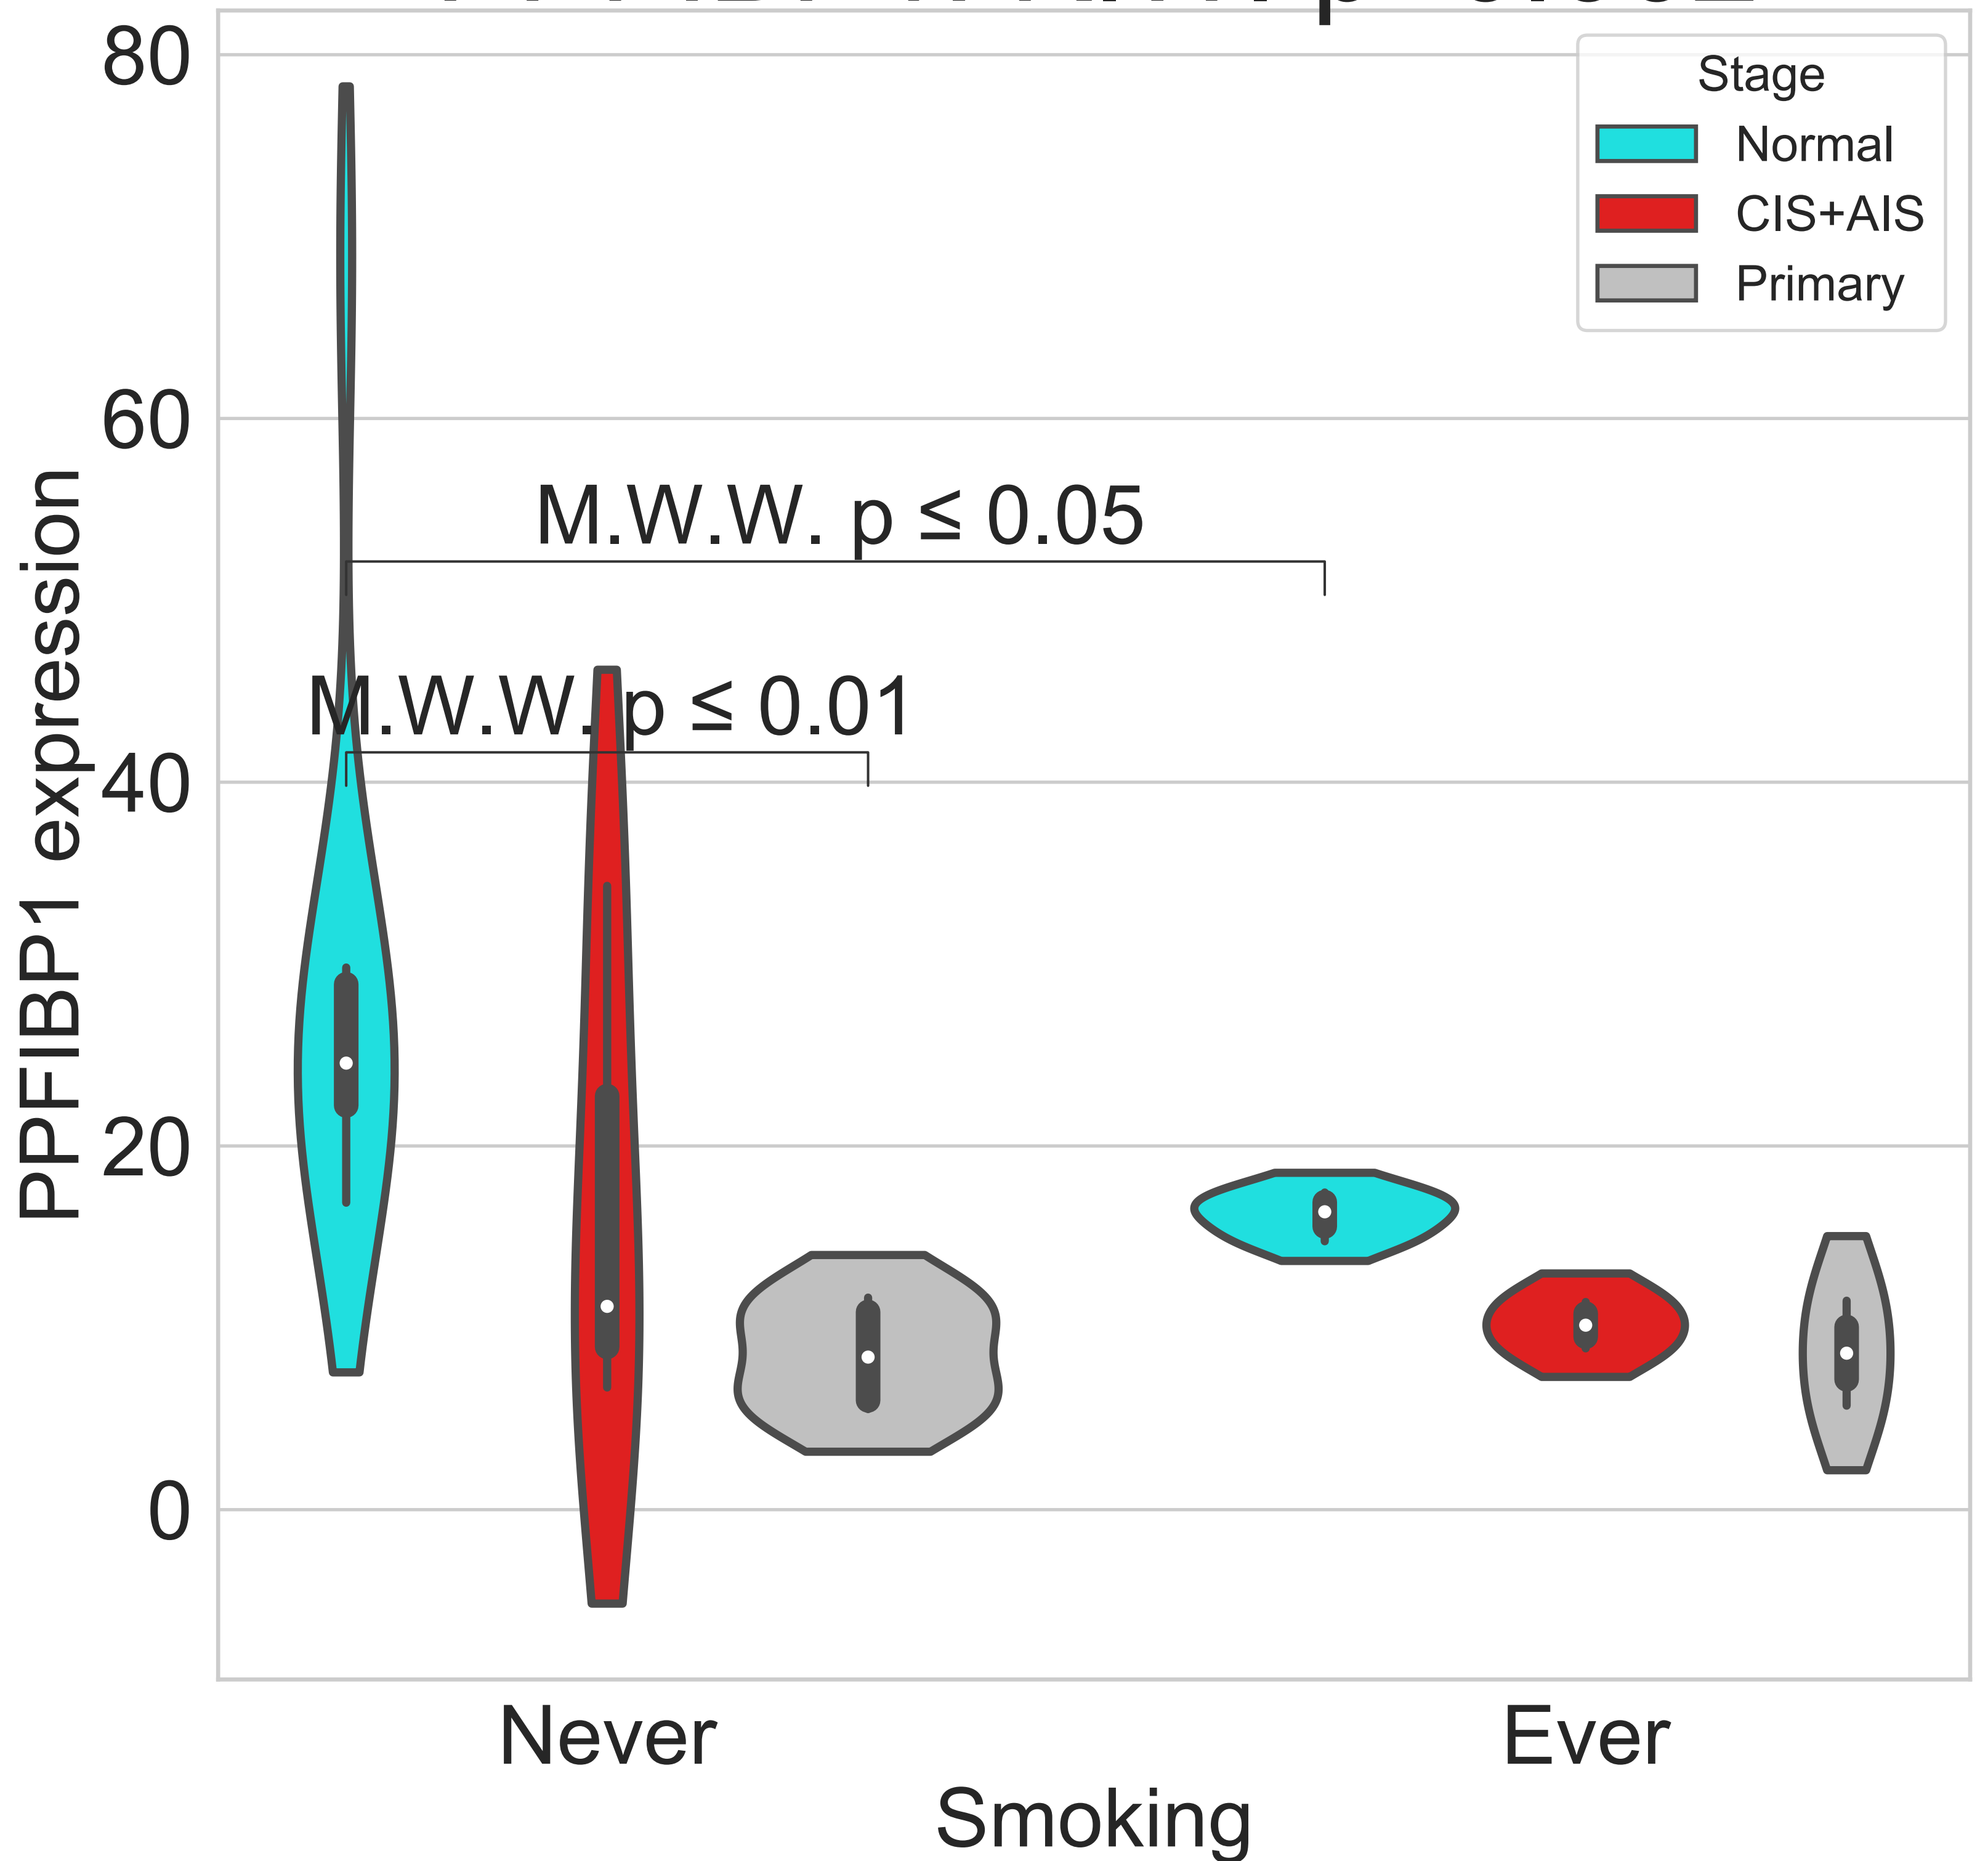 80
60
40
20
0
PPFIBP1 expression
Stage
Normal
CIS+AIS
Primary
M.W.W. p ≤ 0.05
M.W.W. p ≤ 0.01
Never
Ever
Smoking